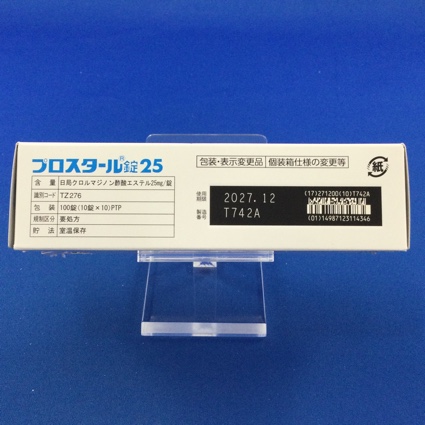 プロスタール®錠25
含 量 日局クロルマジノン酢酸エステル25mg/錠
識別コード TZ276
包 装 100錠(10錠×10)PTP
規制区分 要処方
貯 法 室温保存
包装・表示変更品 個装箱仕様の変更等
使用期限 2027.12
製造番号 T742A
(17)271200(10)T742A
(01)14987123114346
紙